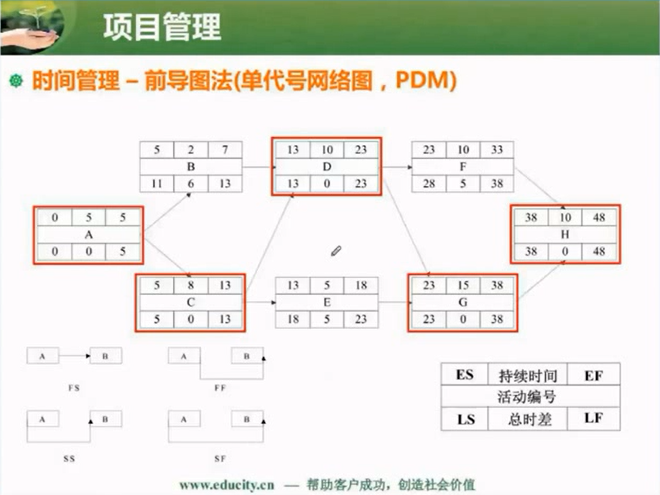 项目管理
时间管理 – 前导图法(单代号网络图，PDM)
5 2 7
B
11 6 13
13 10 23
D
13 0 23
23 10 33
F
28 5 38
0 5 5
A
0 0 5
38 10 48
H
38 0 48
5 8 13
C
5 0 13
13 5 18
E
18 5 23
23 15 38
G
23 0 38
A B
FS
A B
FF
A B
SS
A B
SF
ES 持续时间 EF
活动编号
LS 总时差 LF
www.educity.cn — 帮助客户成功，创造社会价值